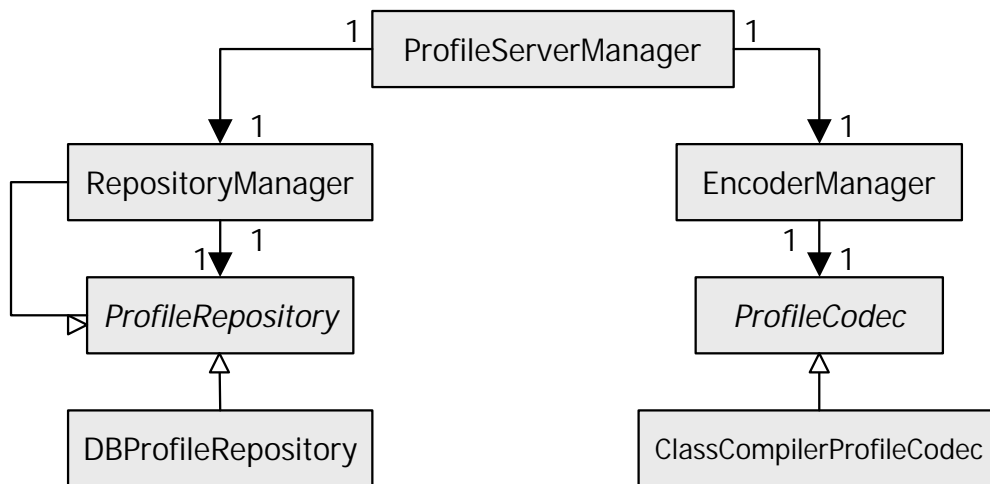 1
ProfileServerManager
1
1
1
RepositoryManager
EncoderManager
1
1
1
1
ProfileRepository
ProfileCodec
DBProfileRepository
ClassCompilerProfileCodec